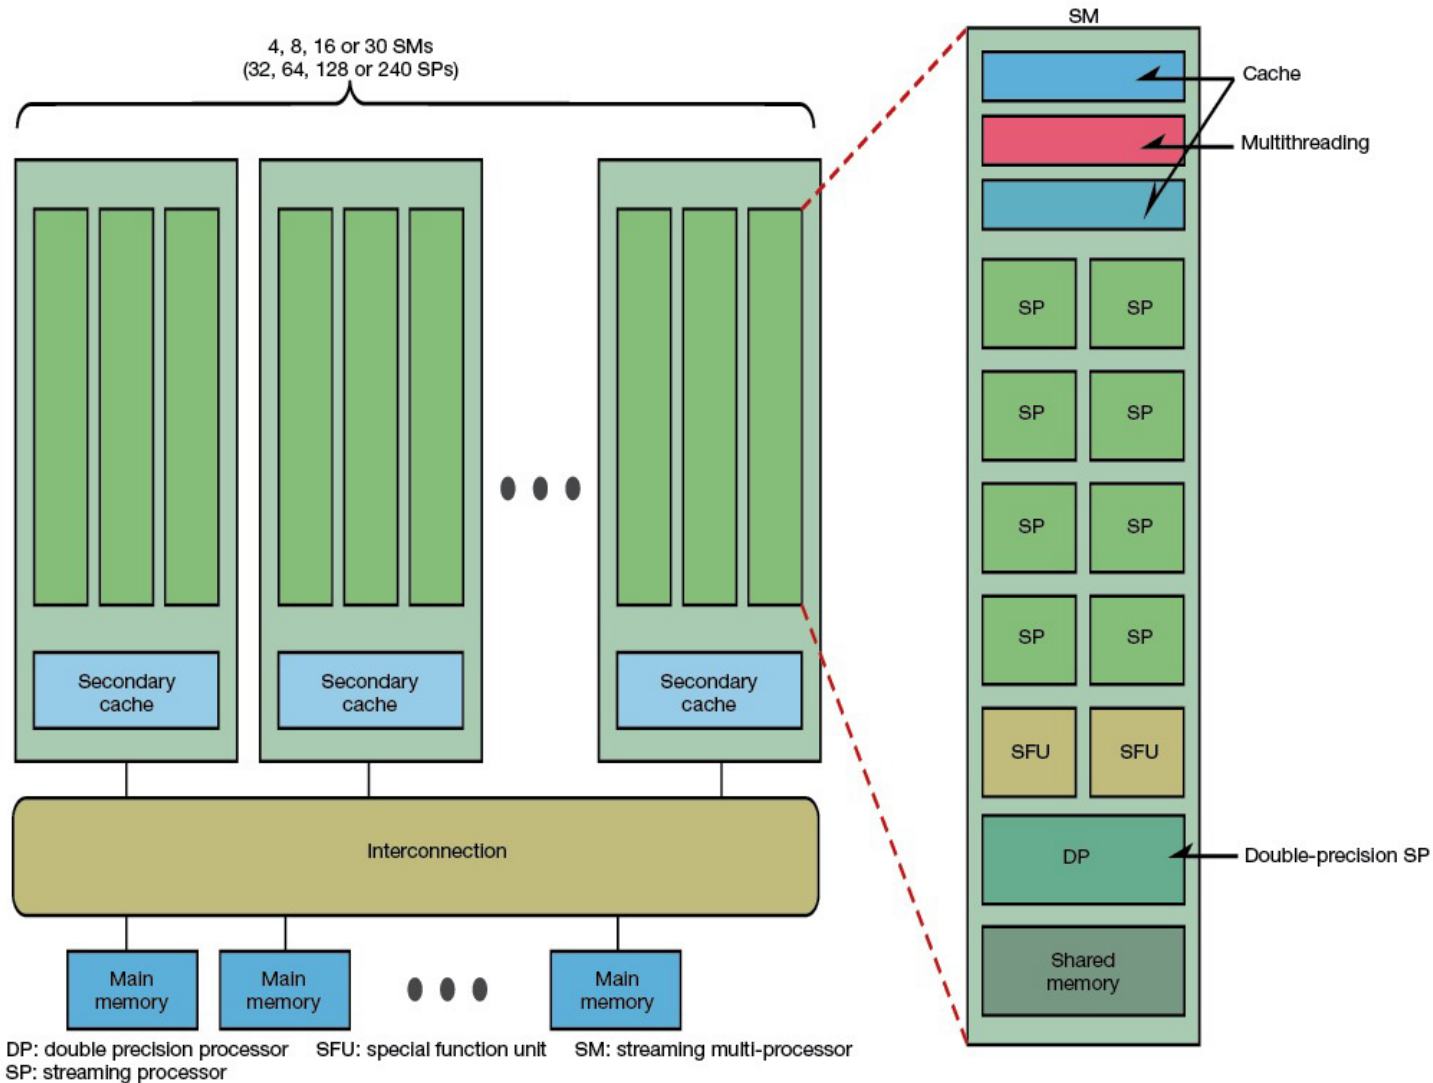 4, 8, 16 or 30 SMs
(32, 64, 128 or 240 SPs)
SM
Cache
Multithreading
SP SP
SP SP
SP SP
SP SP
SFU SFU
DP
Double-precision SP
Shared
memory
Secondary
cache
Secondary
cache
Secondary
cache
Interconnection
Main
memory
Main
memory
Main
memory
DP: double precision processor SFU: special function unit SM: streaming multi-processor
SP: streaming processor